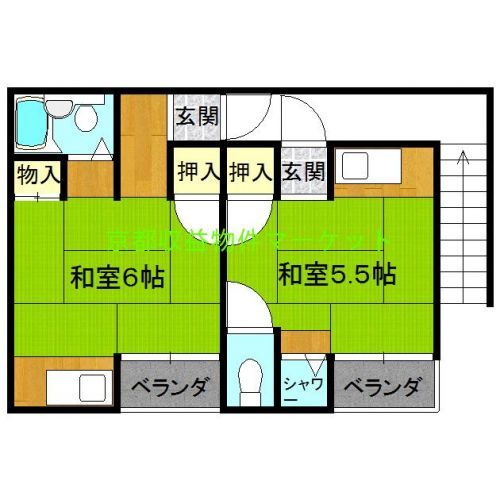 玄関
物入
押入
押入
玄関
京都収益物件マーケット
和室6帖
和室5.5帖
ベランダ
シャワー
ベランダ